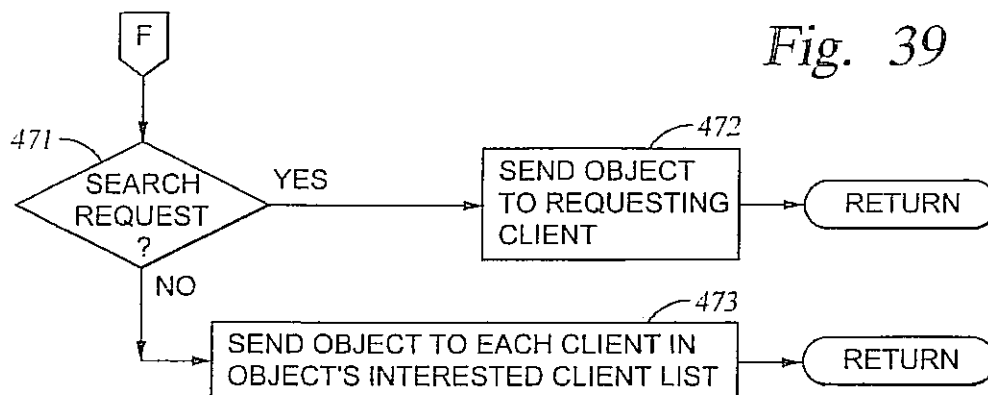 F
Fig. 39
471
SEARCH
REQUEST
?
YES
472
SEND OBJECT
TO REQUESTING
CLIENT
RETURN
NO
473
SEND OBJECT TO EACH CLIENT IN
OBJECT'S INTERESTED CLIENT LIST
RETURN